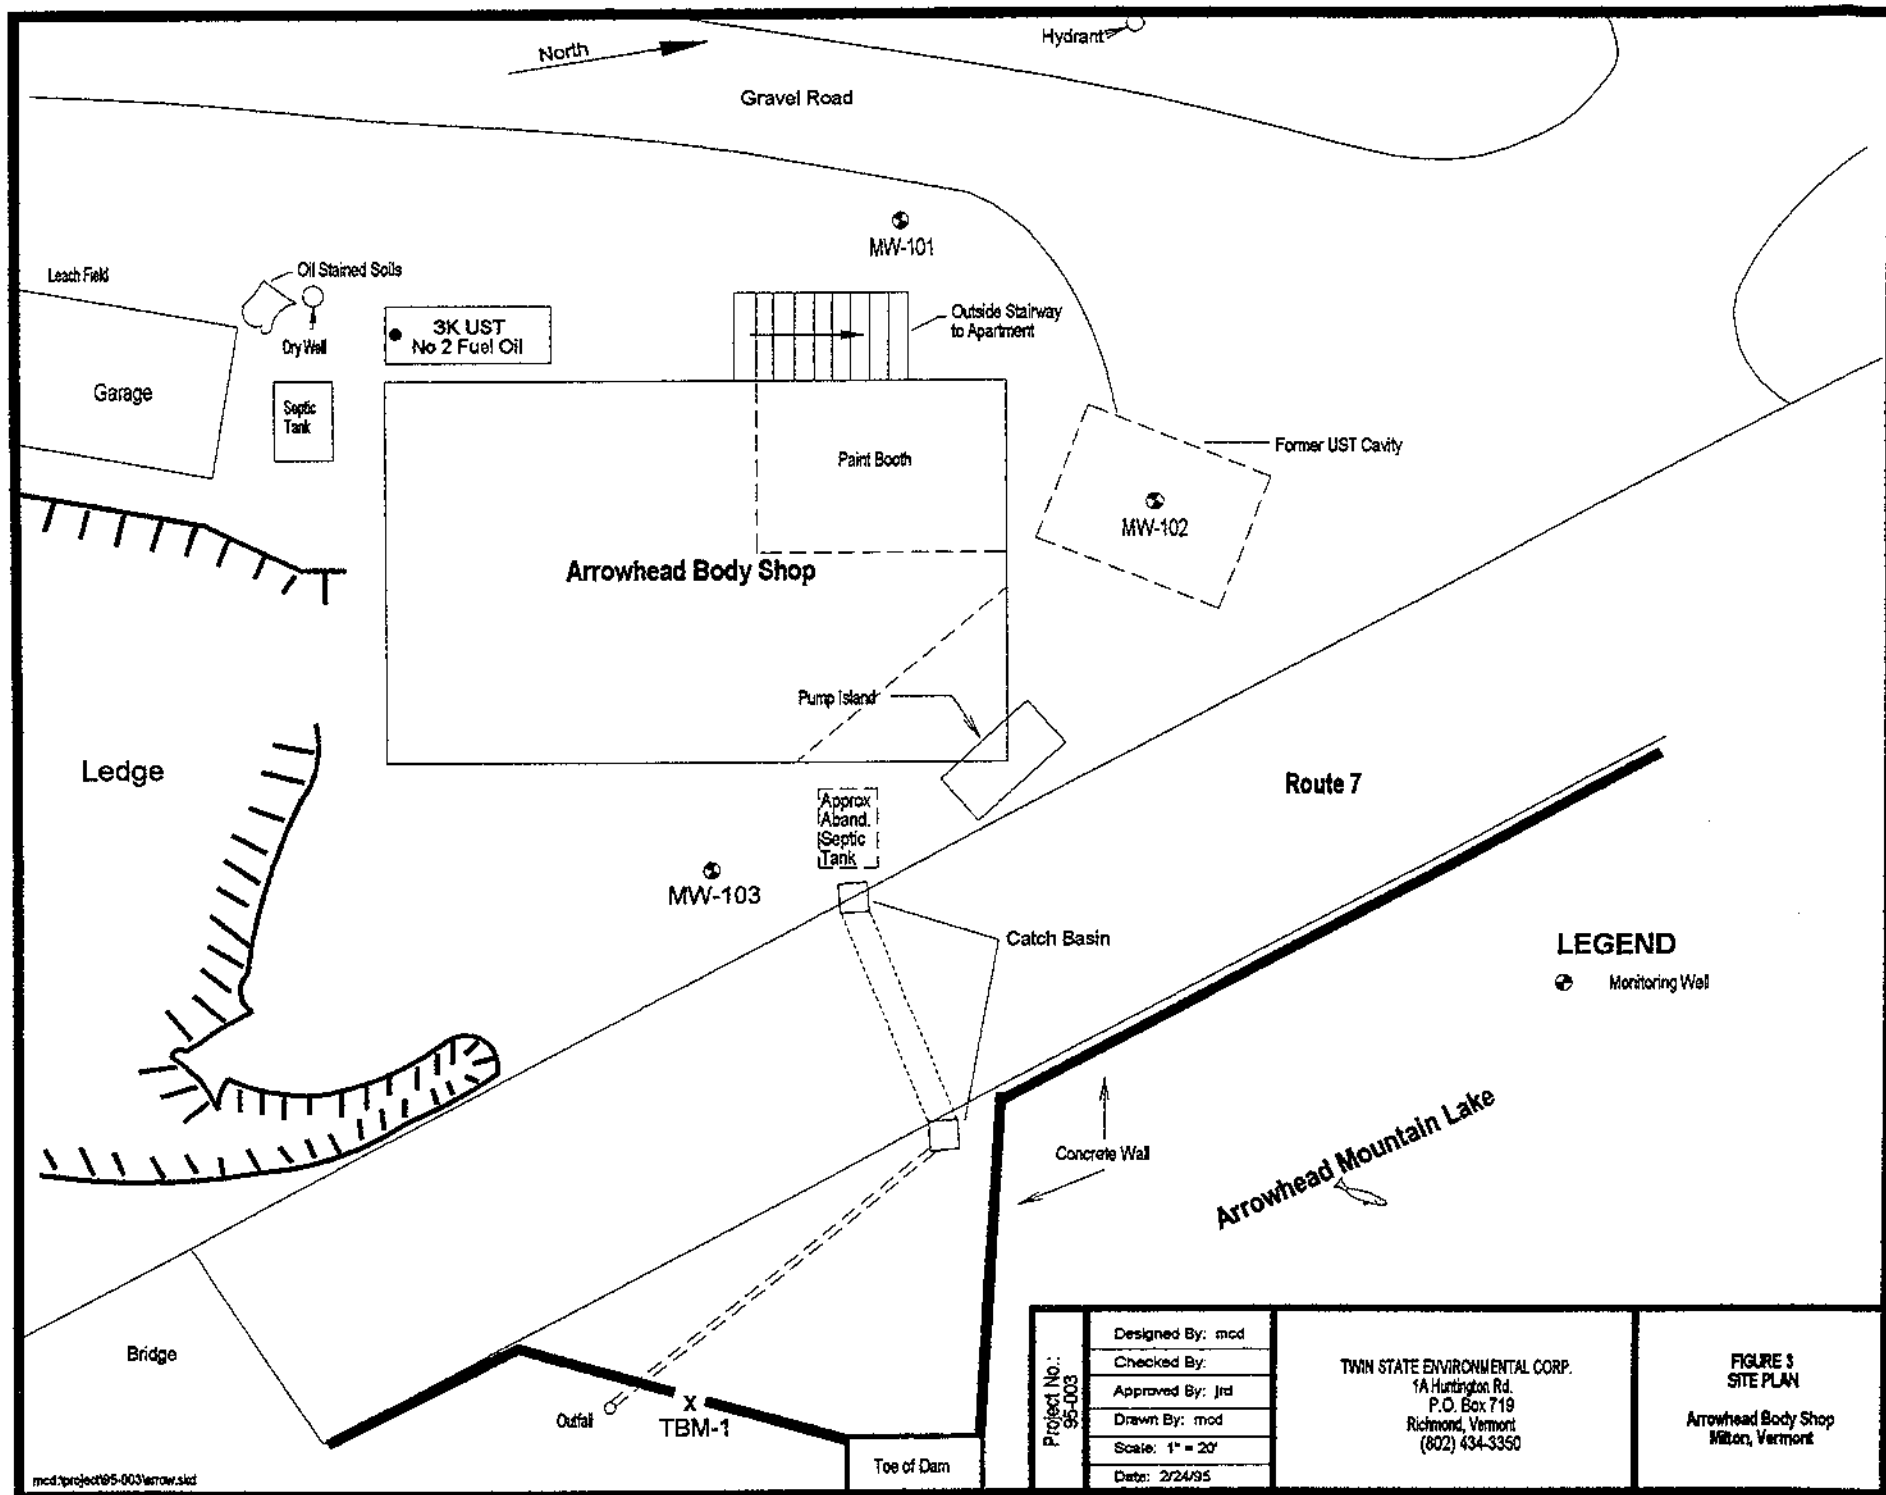 Hydrant
North
Gravel Road
MW-101
Leach Field
Oil Stained Soils
Dry Well
3K UST
No 2 Fuel Oil
Outside Stairway
to Apartment
Garage
Septic
Tank
Paint Booth
Former UST Cavity
MW-102
Arrowhead Body Shop
Pump Island
Ledge
Route 7
Approx
Aband.
Septic
Tank
MW-103
Catch Basin
LEGEND
Monitoring Well
Concrete Wall
Arrowhead Mountain Lake
Bridge
Outfall
X
TBM-1
Toe of Dam
Project No.:
95-003
Designed By: mcd
Checked By:
Approved By: jrd
Drawn By: mcd
Scale: 1" = 20'
Date: 2/24/95
TWIN STATE ENVIRONMENTAL CORP.
1A Huntington Rd.
P.O. Box 719
Richmond, Vermont
(802) 434-3350
FIGURE 3
SITE PLAN
Arrowhead Body Shop
Milton, Vermont
mcd:\project\95-003\arrow.skd